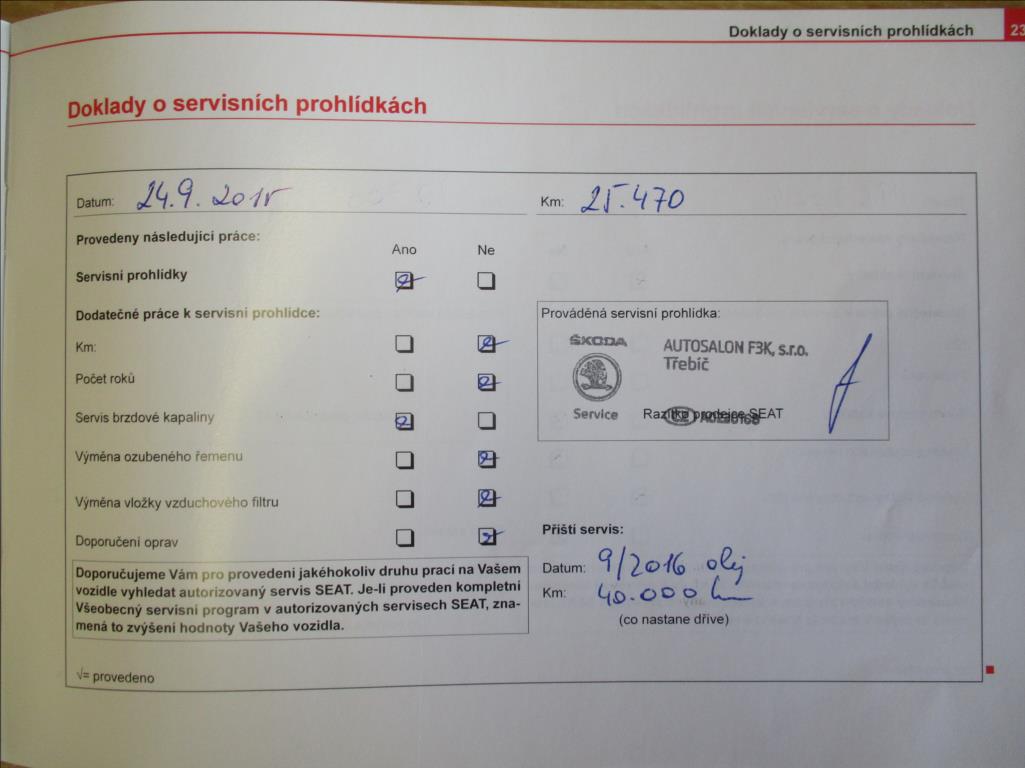 Doklady o servisních prohlídkách 23
Doklady o servisních prohlídkách
Datum: 24.9. 2015 Km: 25.470
Provedeny následující práce:
Ano Ne
Servisní prohlídky
Dodatečné práce k servisní prohlídce:
Prováděná servisní prohlídka:
ŠKODA AUTOSALON F3K, s.r.o.
Třebíč
Service
Razítko prodejce SEAT
Km:
Počet roků
Servis brzdové kapaliny
Výměna ozubeného řemenu
Výměna vložky vzduchového filtru
Doporučení oprav
Příští servis:
Datum: 9/2016 olej
Km: 40.000 km
(co nastane dříve)
Doporučujeme Vám pro provedení jakéhokoliv druhu prací na Vašem
vozidle vyhledat autorizovaný servis SEAT. Je-li proveden kompletní
Všeobecný servisní program v autorizovaných servisech SEAT, zna-
mená to zvýšení hodnoty Vašeho vozidla.
√= provedeno